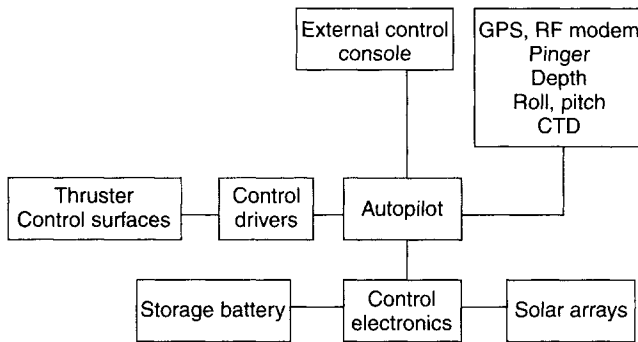 External control
console
GPS, RF modem
Pinger
Depth
Roll, pitch
CTD
Thruster
Control surfaces
Control
drivers
Autopilot
Storage battery
Control
electronics
Solar arrays